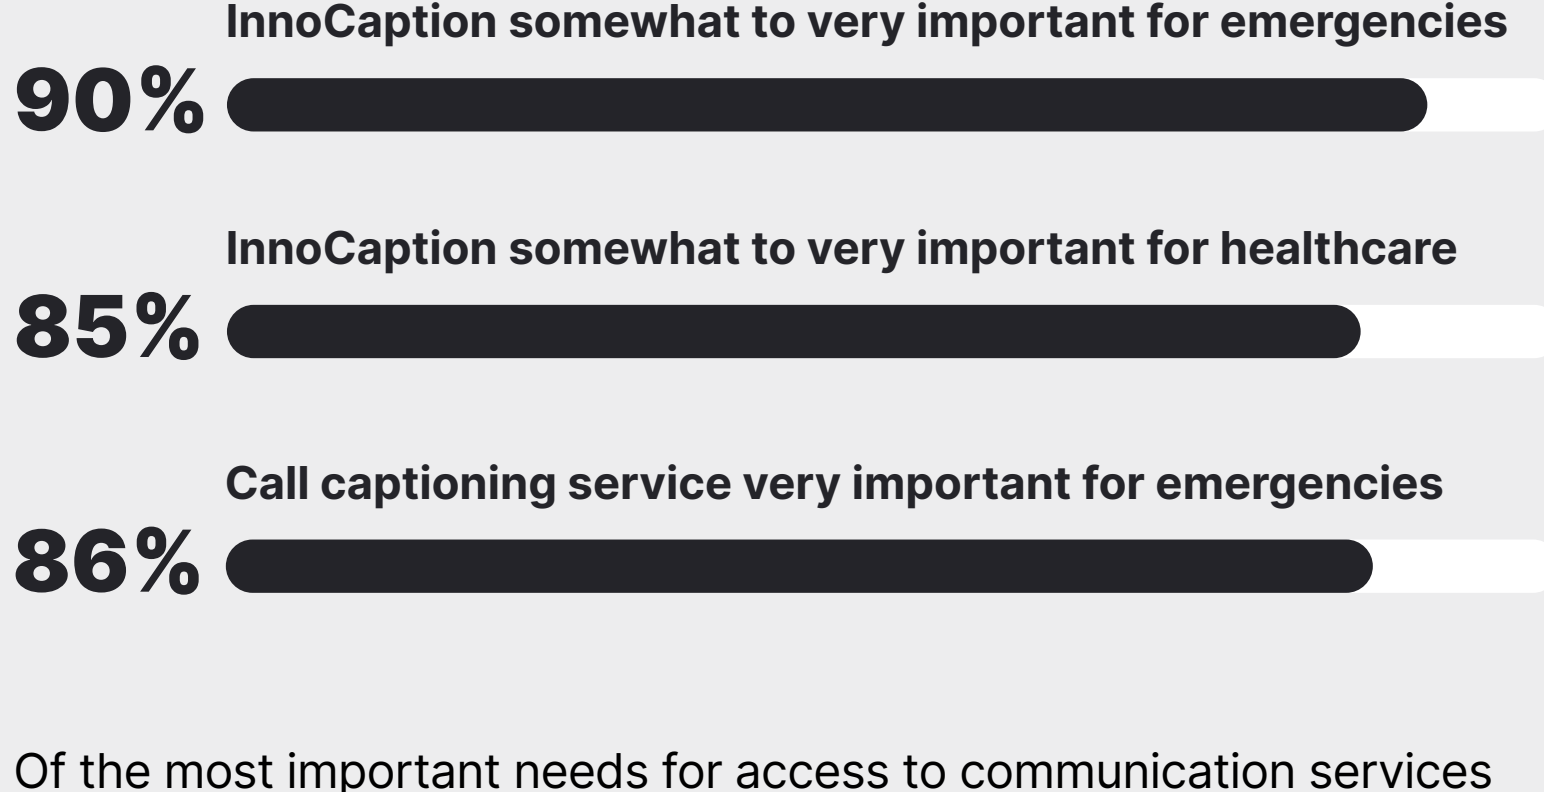 InnoCaption somewhat to very important for emergencies
90%
InnoCaption somewhat to very important for healthcare
85%
Call captioning service very important for emergencies
86%
Of the most important needs for access to communication services